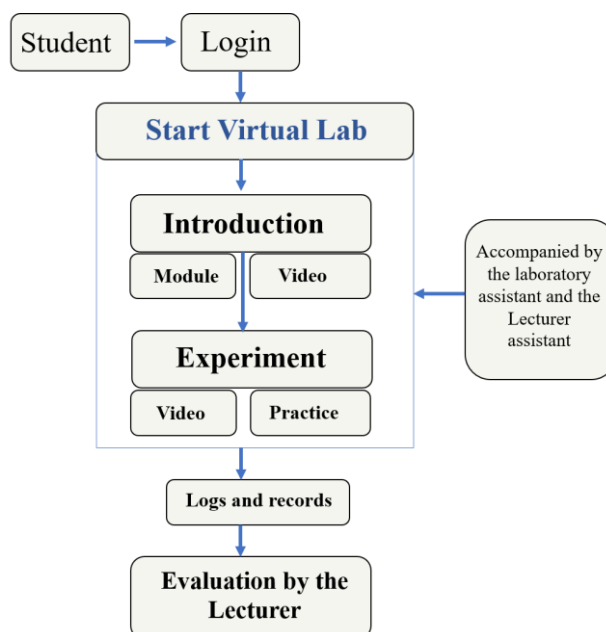 Student
Login
Start Virtual Lab
Introduction
Module
Video
Experiment
Video
Practice
Accompanied by
the laboratory
assistant and the
Lecturer
assistant
Logs and records
Evaluation by the
Lecturer